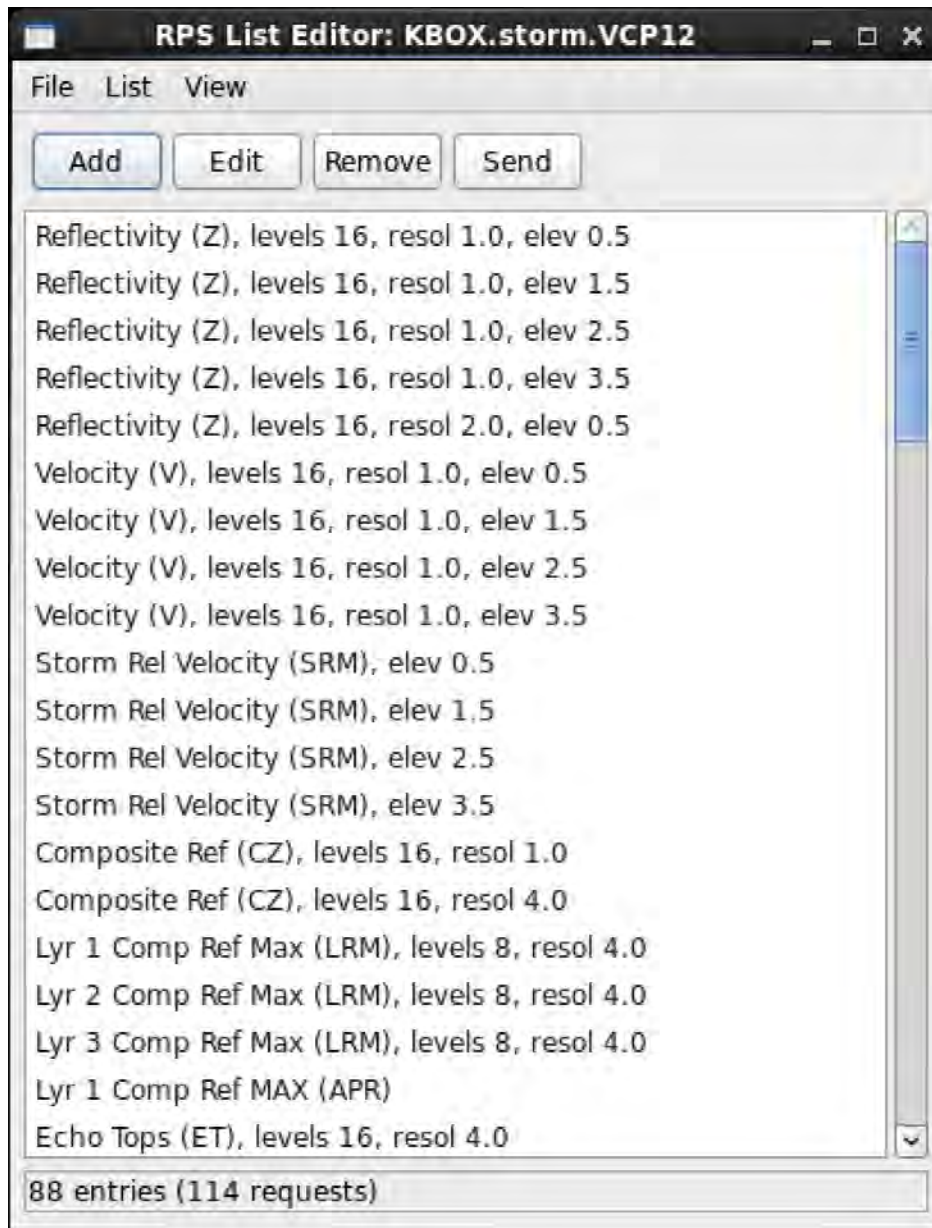 RPS List Editor: KBOX.storm.VCP12
File List View
Add Edit Remove Send
Reflectivity (Z), levels 16, resol 1.0, elev 0.5
Reflectivity (Z), levels 16, resol 1.0, elev 1.5
Reflectivity (Z), levels 16, resol 1.0, elev 2.5
Reflectivity (Z), levels 16, resol 1.0, elev 3.5
Reflectivity (Z), levels 16, resol 2.0, elev 0.5
Velocity (V), levels 16, resol 1.0, elev 0.5
Velocity (V), levels 16, resol 1.0, elev 1.5
Velocity (V), levels 16, resol 1.0, elev 2.5
Velocity (V), levels 16, resol 1.0, elev 3.5
Storm Rel Velocity (SRM), elev 0.5
Storm Rel Velocity (SRM), elev 1.5
Storm Rel Velocity (SRM), elev 2.5
Storm Rel Velocity (SRM), elev 3.5
Composite Ref (CZ), levels 16, resol 1.0
Composite Ref (CZ), levels 16, resol 4.0
Lyr 1 Comp Ref Max (LRM), levels 8, resol 4.0
Lyr 2 Comp Ref Max (LRM), levels 8, resol 4.0
Lyr 3 Comp Ref Max (LRM), levels 8, resol 4.0
Lyr 1 Comp Ref MAX (APR)
Echo Tops (ET), levels 16, resol 4.0
88 entries (114 requests)